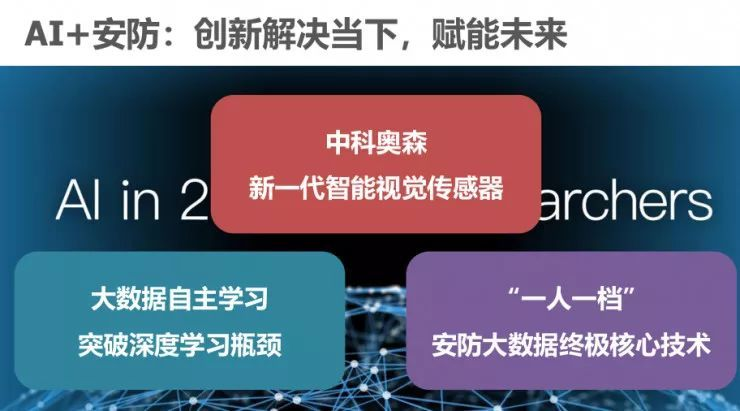 AI+安防：创新解决当下，赋能未来
中科奥森
新一代智能视觉传感器
AI in 2
archers
大数据自主学习
突破深度学习瓶颈
“一人一档”
安防大数据终极核心技术